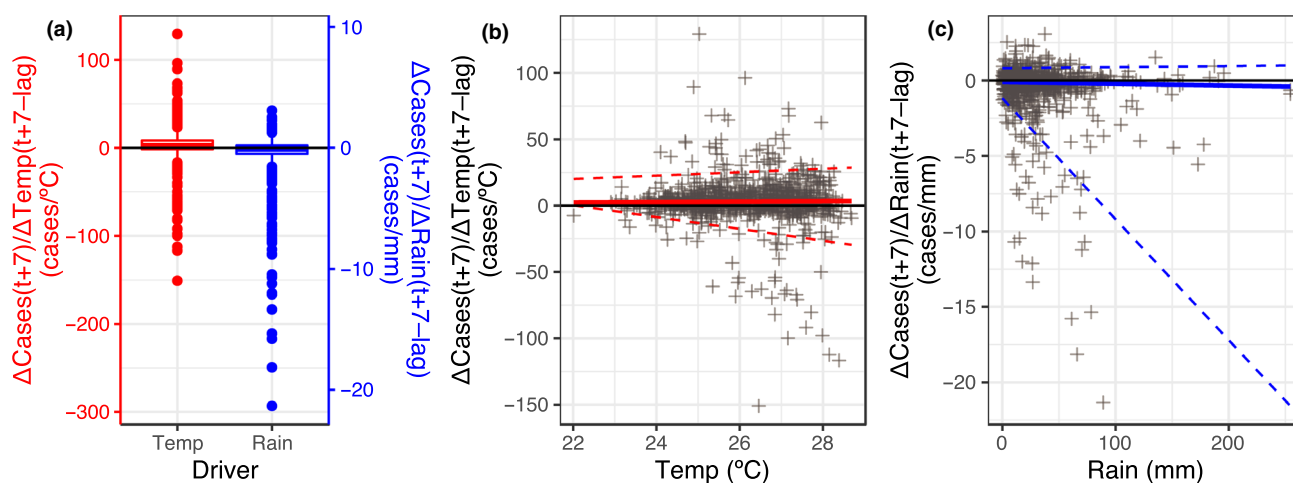 (a)
ΔCases(t+7)/ΔTemp(t+7−lag)
(cases/ºC)
100
0
−100
−200
−300
10
0
−10
−20
ΔCases(t+7)/ΔRain(t+7−lag)
(cases/mm)
Temp
Rain
Driver
(b)
ΔCases(t+7)/ΔTemp(t+7−lag)
(cases/ºC)
100
50
0
−50
−100
−150
22
24
26
28
Temp (ºC)
(c)
ΔCases(t+7)/ΔRain(t+7−lag)
(cases/mm)
0
−5
−10
−15
−20
0
100
200
Rain (mm)